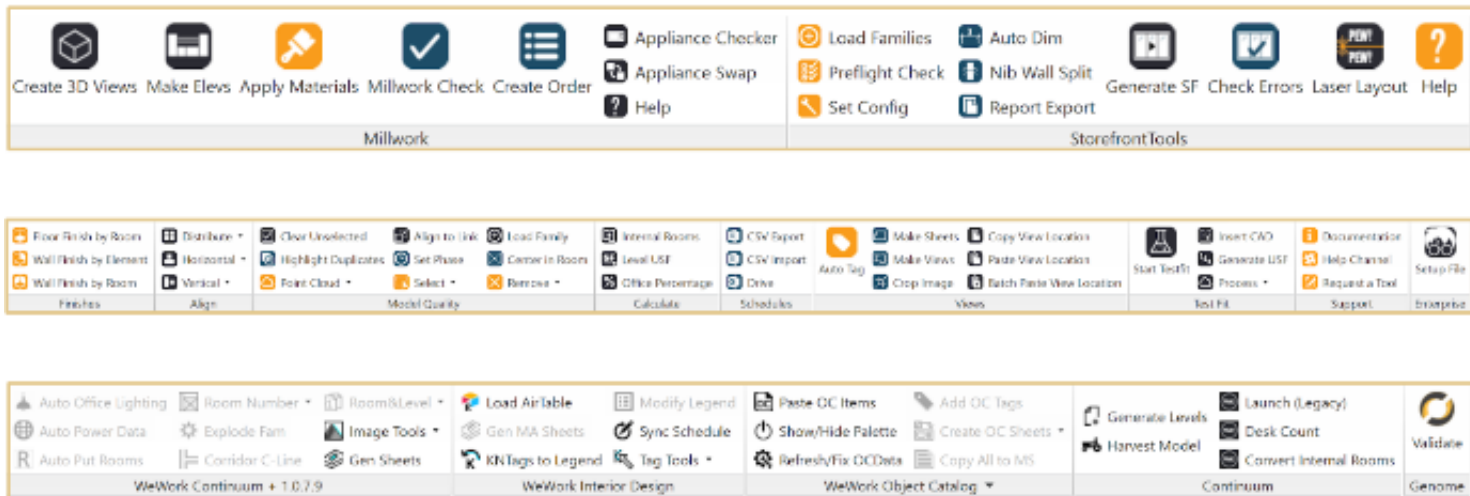 Create 3D Views Make Elevs Apply Materials Millwork Check Create Order
Appliance Checker
Appliance Swap
Help
Millwork
Load Families Auto Dim
Preflight Check Nib Wall Split
Set Config Report Export
PEW!
PEW!
Generate SF Check Errors Laser Layout Help
StorefrontTools
Floor Finish by Room
Wall Finish by Element
Wall Finish by Room
Finishes
Distribute
Horizontal
Vertical
Align
Clear Unselected Align to Link Load Family
Highlight Duplicates Set Phase Center in Room
Point Cloud Select Remove
Model Quality
Internal Rooms
Level USF
Office Percentage
Calculate
CSV Export
CSV Import
Drive
Schedules
Auto Tag
Make Sheets Copy View Location
Make Views Paste View Location
Crop Image Batch Paste View Location
Views
Start Testfit
Insert CAD
Generate USF
Process
Test Fit
Documentation
Help Channel
Request a Tool
Support
Setup File
Enterprise
Auto Office Lighting Room Number Room&Level
Auto Power Data Explode Fam Image Tools
R Auto Put Rooms Corridor C-Line Gen Sheets
WeWork Continuum + 1.0.7.9
Load AirTable Modify Legend
Gen MA Sheets Sync Schedule
KNTags to Legend Tag Tools
WeWork Interior Design
Paste OC Items Add OC Tags
Show/Hide Palette Create OC Sheets
Refresh/Fix OCData Copy All to MS
WeWork Object Catalog
Generate Levels
Harvest Model
Launch (Legacy)
Desk Count
Convert Internal Rooms
Continuum
Validate
Genome